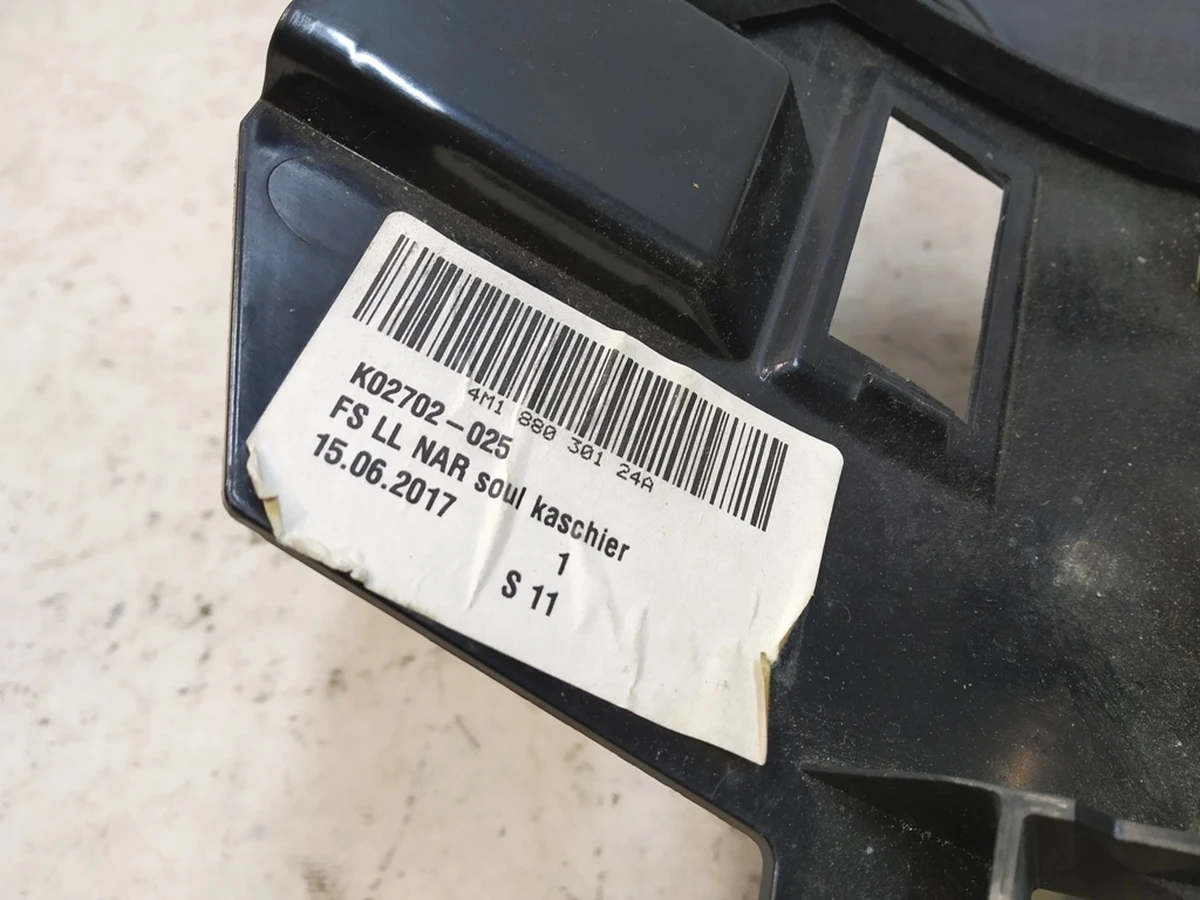 4M1 880 301 24A
K02702-025
FS LL NAR soul kaschier
15.06.2017
1
S 11